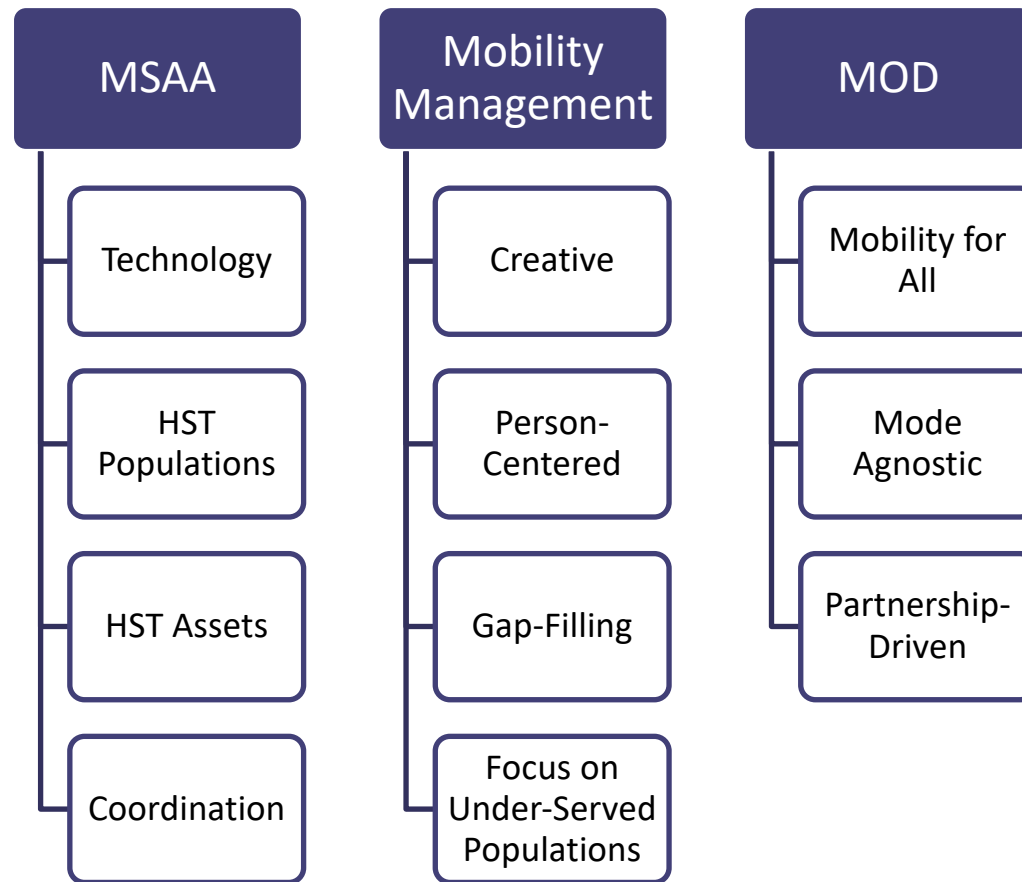 MSAA
Technology
HST
Populations
HST Assets
Coordination
Mobility
Management
Creative
Person-
Centered
Gap-Filling
Focus on
Under-Served
Populations
MOD
Mobility for
All
Mode
Agnostic
Partnership-
Driven